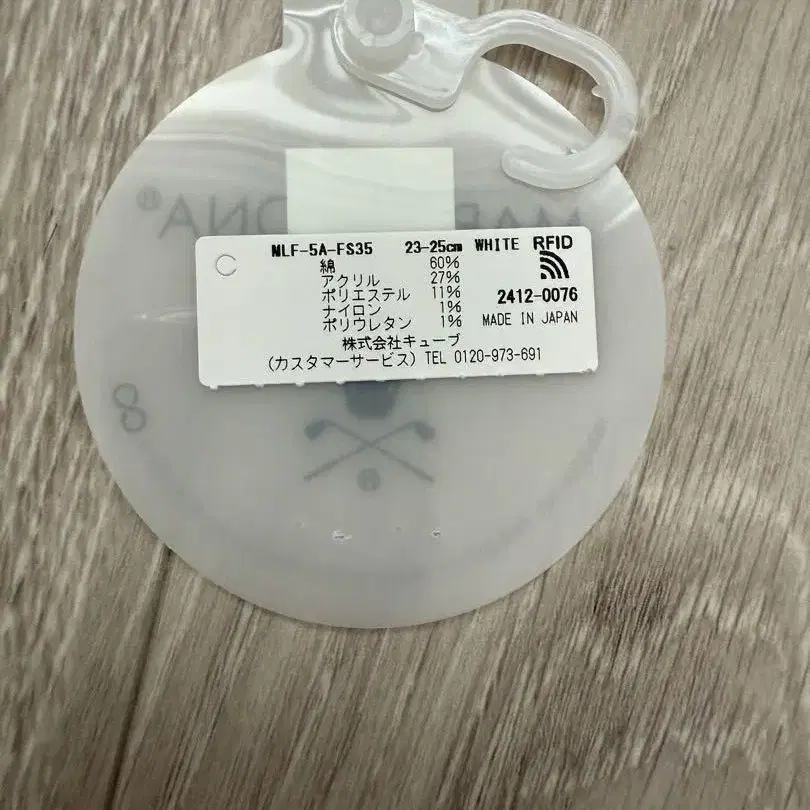 MLF-5A-FS35 23-25cm WHITE RFID
綿 60%
アクリル 27%
ポリエステル 11%
ナイロン 1%
ポリウレタン 1%
2412-0076
MADE IN JAPAN
株式会社キューブ
(カスタマーサービス) TEL 0120-973-691